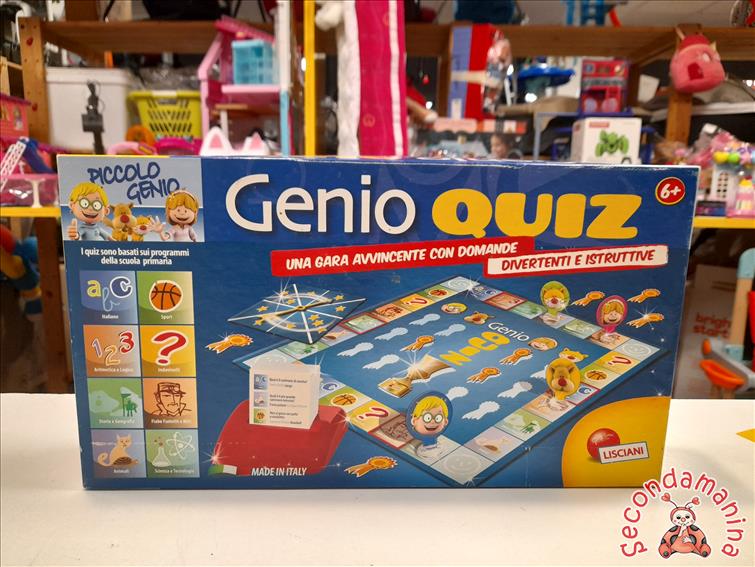 PICCOLO
GENIO
Genio QUIZ
6+
UNA GARA AVVINCENTE CON DOMANDE
DIVERTENTI E ISTRUTTIVE
I quiz sono basati sui programmi
della scuola primaria
abc
Italiano
Sport
123
?
Aritmetica e Logica
Indovinelli
Storia e Geografia
Fiabe Fumetti e Miti
Animali
Scienza e Tecnologia
Genio
MADE IN ITALY
LISCIANI
Secondamanina